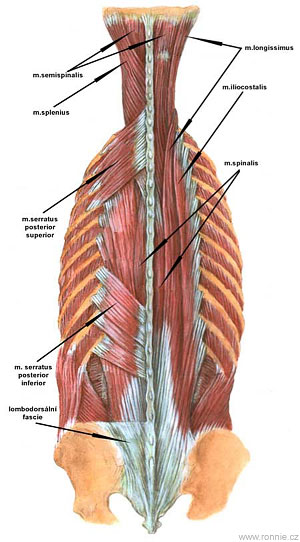 m.semispinalis
m.longissimus
m.iliocostalis
m.splenius
m.spinalis
m.serratus
posterior
superior
m. serratus
posterior
inferior
lombodorsální
fascie
www.ronnie.cz